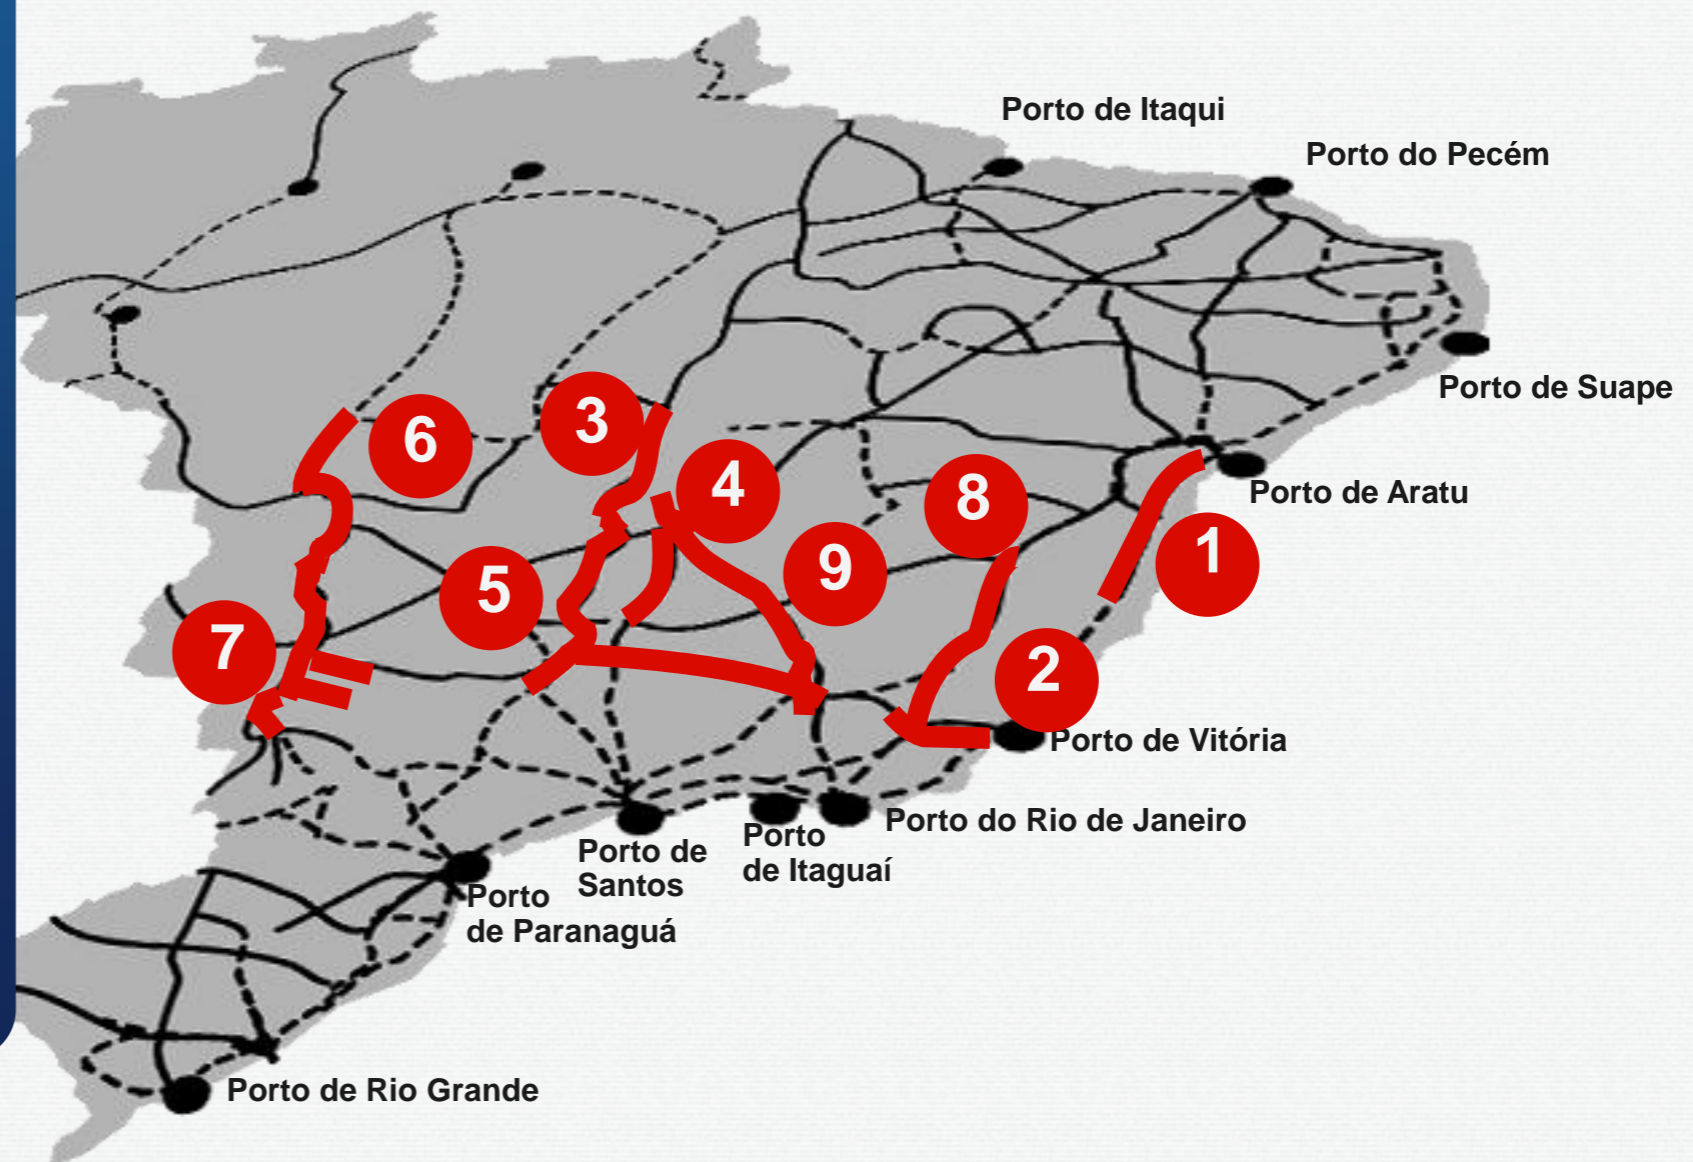 Porto de Itaqui
Porto do Pecém
Porto de Suape
6
3
4
8
Porto de Aratu
1
9
5
7
2
Porto de Vitória
Porto do Rio de Janeiro
Porto
de Itaguaí
Porto de
Santos
Porto
de Paranaguá
Porto de Rio Grande